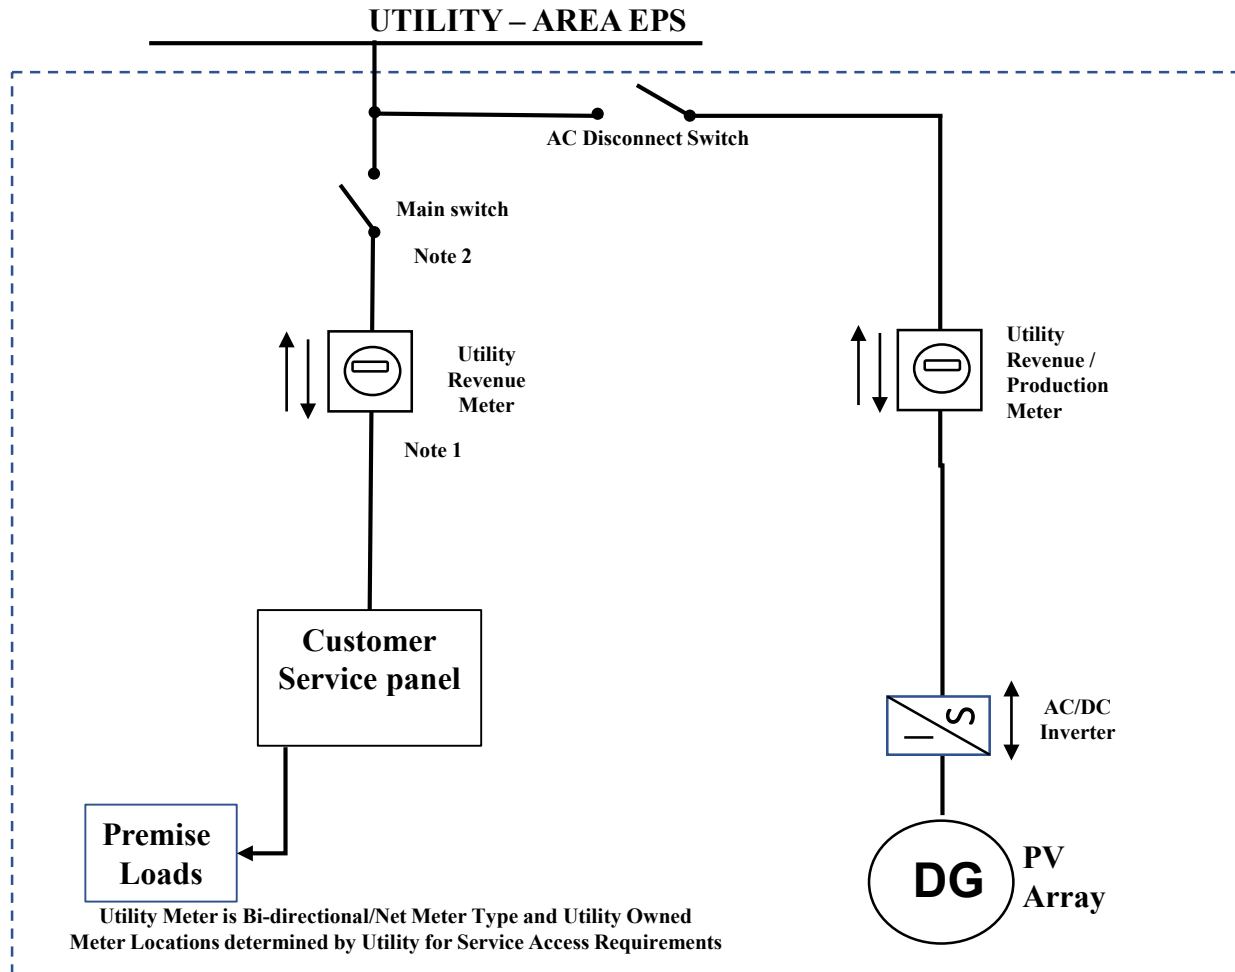 UTILITY – AREA EPS
AC Disconnect Switch
Main switch
Note 2
Utility
Revenue
Meter
Note 1
Utility
Revenue /
Production
Meter
Customer
Service panel
AC/DC
Inverter
Premise
Loads
DG
PV
Array
Utility Meter is Bi-directional/Net Meter Type and Utility Owned
Meter Locations determined by Utility for Service Access Requirements